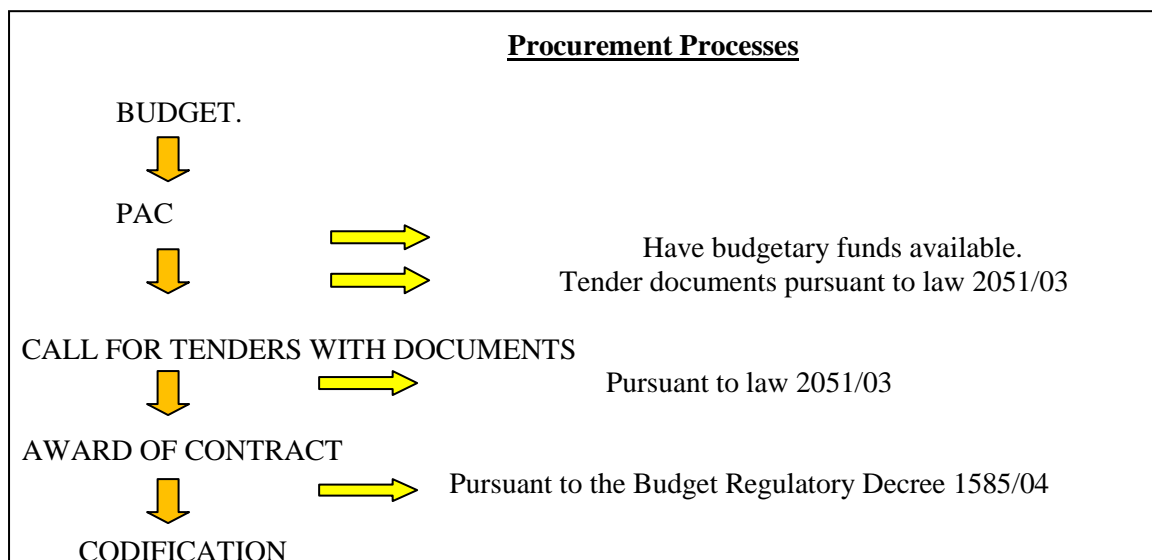 Procurement Processes
BUDGET.
PAC
Have budgetary funds available.
Tender documents pursuant to law 2051/03
CALL FOR TENDERS WITH DOCUMENTS
Pursuant to law 2051/03
AWARD OF CONTRACT
Pursuant to the Budget Regulatory Decree 1585/04
CODIFICATION